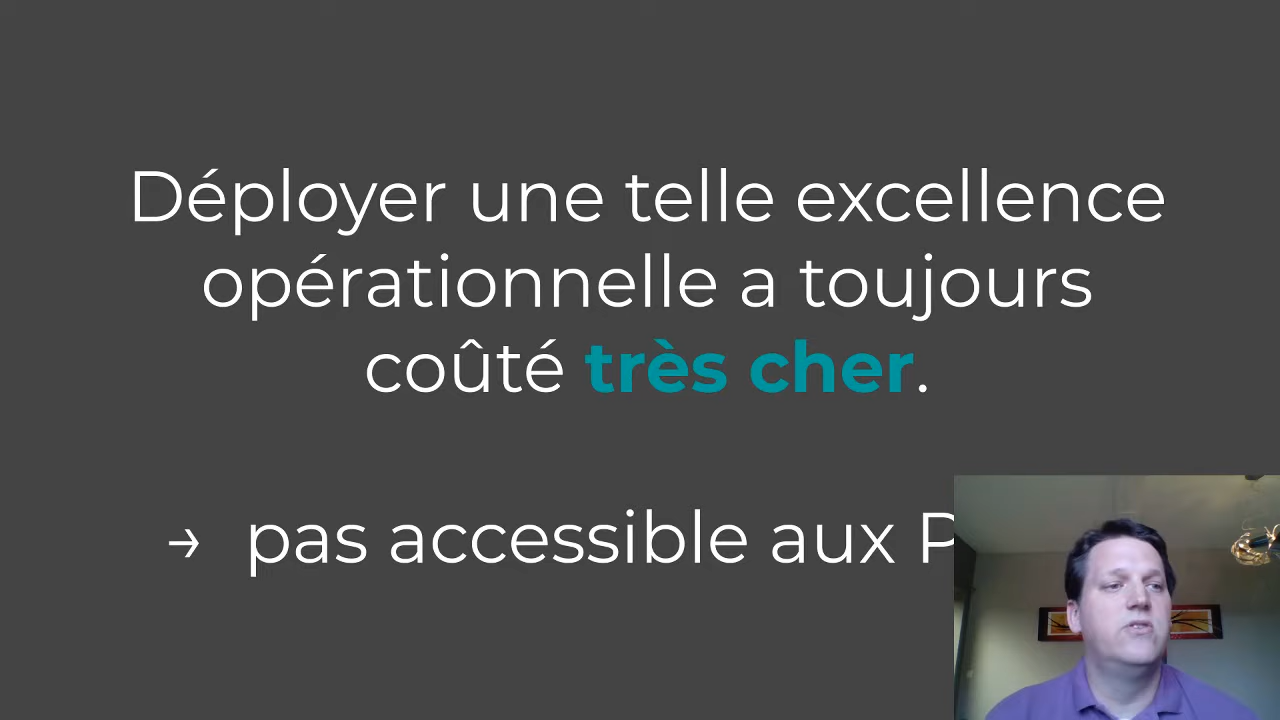 Déployer une telle excellence
opérationnelle a toujours
coûté très cher.
→ pas accessible aux